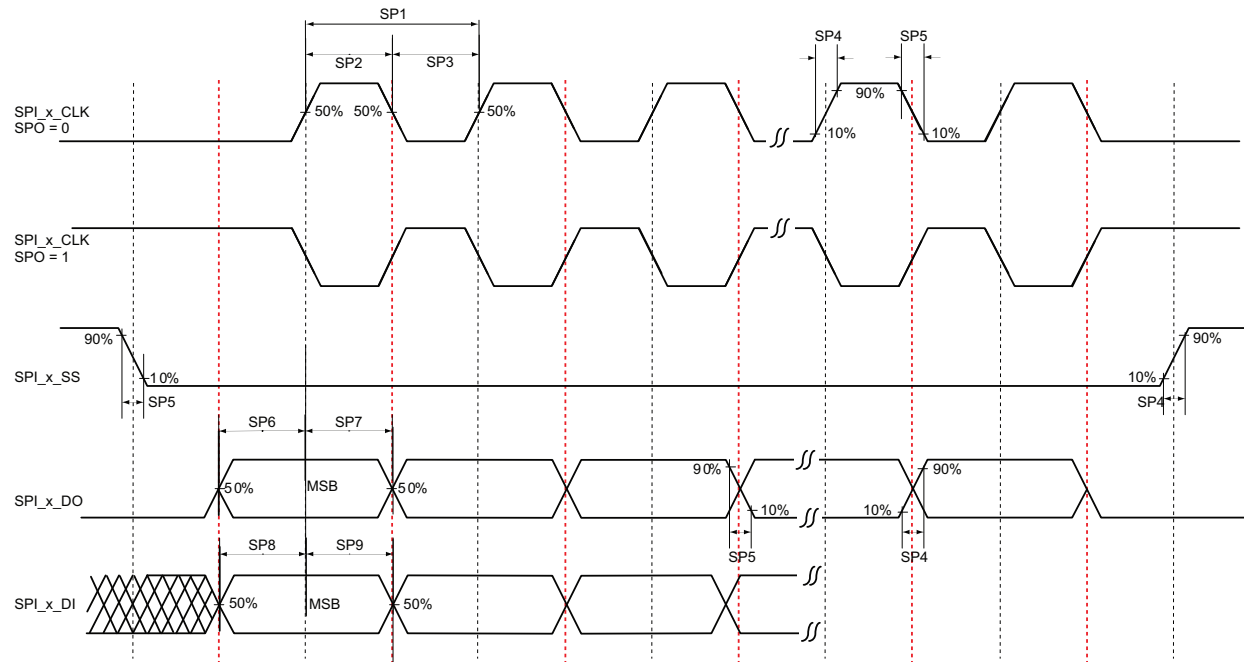 SP1
SP4 SP5
SP2 SP3
SPI_x_CLK
SPO = 0
50% 50% 50% 90%
10% 10%
SPI_x_CLK
SPO = 1
90% 90%
SPI_x_SS
10% 10%
SP5 SP4
SP6 SP7
90% 90%
SPI_x_DO
50% MSB 50%
10% 10%
SP5 SP4
SP8 SP9
SPI_x_DI
50% MSB 50%